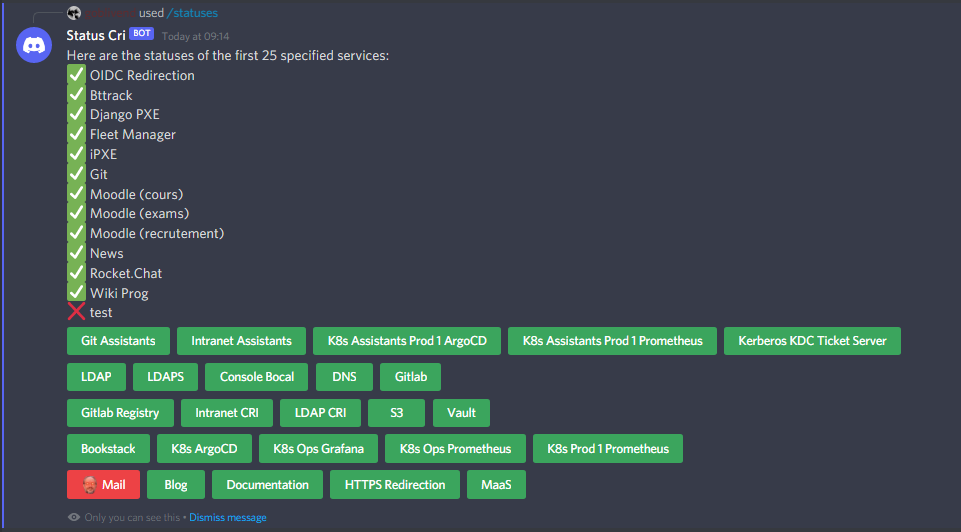 used /statuses
Status Cri BOT Today at 09:14
Here are the statuses of the first 25 specified services:
OIDC Redirection
Bttrack
Django PXE
Fleet Manager
iPXE
Git
Moodle (cours)
Moodle (exams)
Moodle (recrutement)
News
Rocket.Chat
Wiki Prog
test
Git Assistants Intranet Assistants K8s Assistants Prod 1 ArgoCD K8s Assistants Prod 1 Prometheus Kerberos KDC Ticket Server
LDAP LDAPS Console Bocal DNS Gitlab
Gitlab Registry Intranet CRI LDAP CRI S3 Vault
Bookstack K8s ArgoCD K8s Ops Grafana K8s Ops Prometheus K8s Prod 1 Prometheus
Mail Blog Documentation HTTPS Redirection MaaS
Only you can see this • Dismiss message